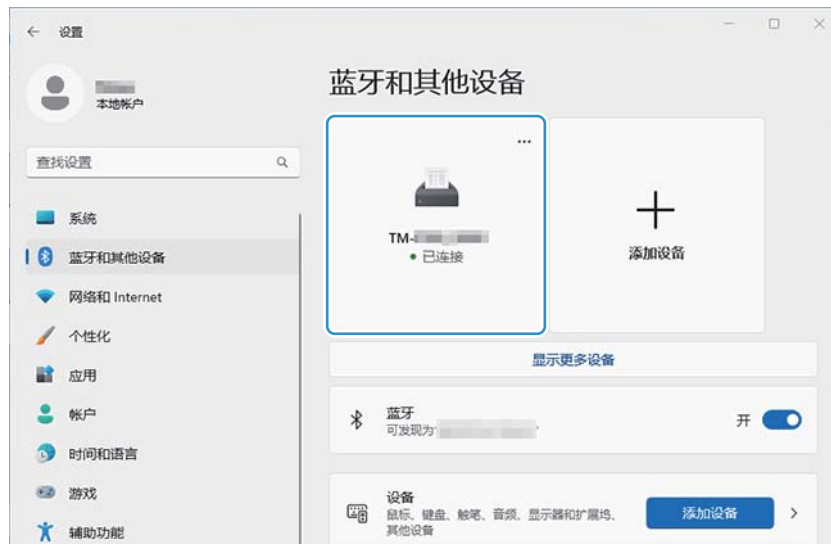 设置
本地帐户
查找设置
系统
蓝牙和其他设备
网络和 Internet
个性化
应用
帐户
时间和语言
游戏
辅助功能
蓝牙和其他设备
TM-
已连接
添加设备
显示更多设备
蓝牙
可发现为“
开
设备
鼠标、键盘、触笔、音频、显示器和扩展坞、
其他设备
添加设备